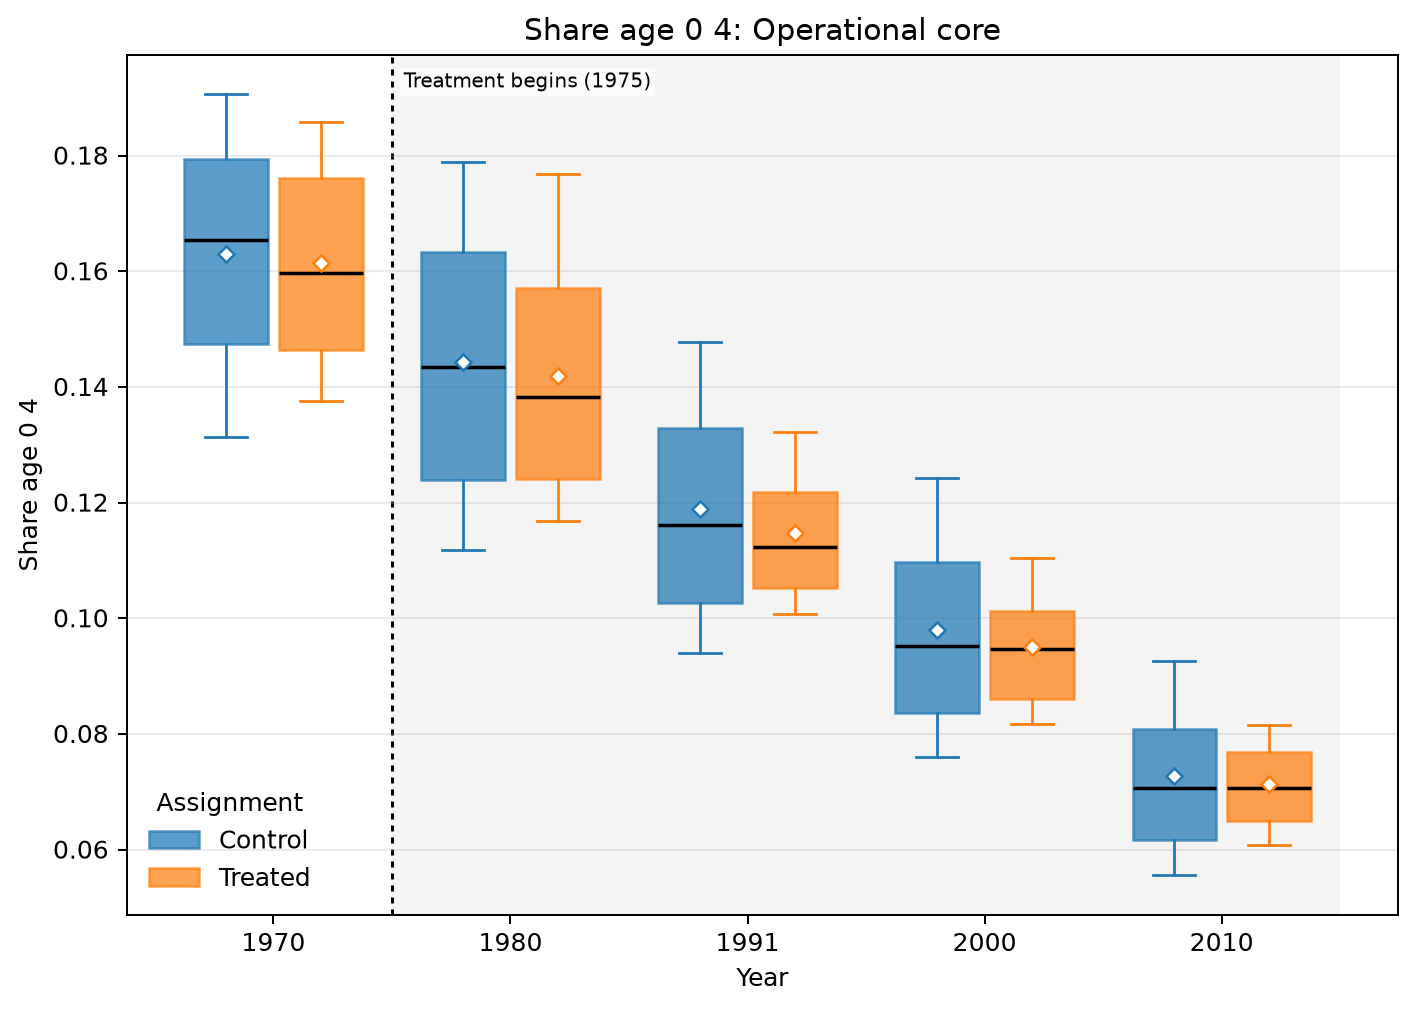 Share age 0 4: Operational core
Treatment begins (1975)
0.18
0.16
0.14
0.12
0.10
0.08
0.06
Share age 0 4
Assignment
Control
Treated
1970 1980 1991 2000 2010
Year